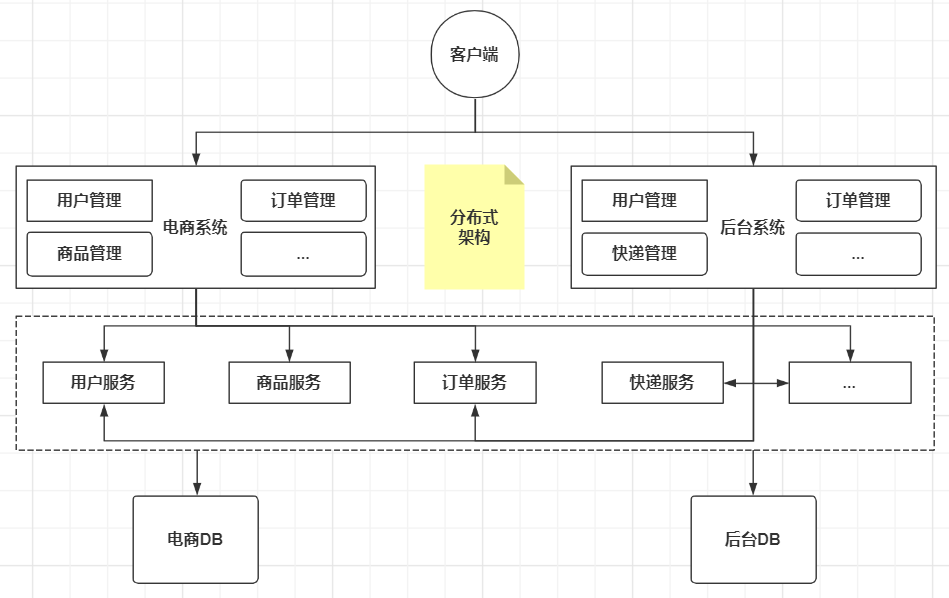 客户端
用户管理
订单管理
电商系统
商品管理
...
分布式
架构
用户管理
订单管理
后台系统
快递管理
...
用户服务
商品服务
订单服务
快递服务
...
电商DB
后台DB